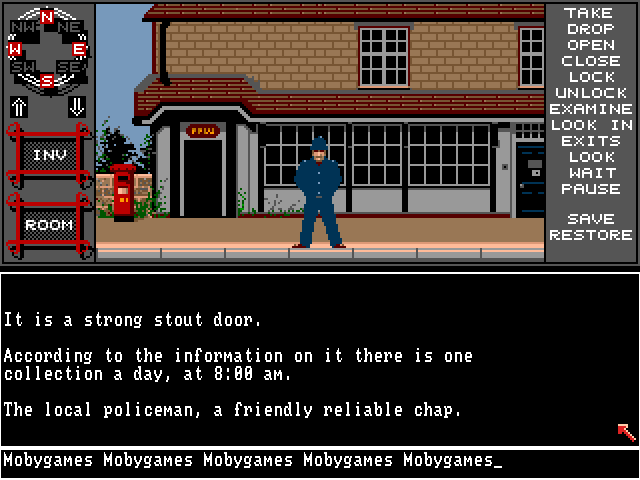 N
NW NE
W E
SW SE
S
INV
ROOM
TAKE
DROP
OPEN
CLOSE
LOCK
UNLOCK
EXAMINE
LOOK IN
EXITS
LOOK
WAIT
PAUSE
SAVE
RESTORE
It is a strong stout door.
According to the information on it there is one
collection a day, at 8:00 am.
The local policeman, a friendly reliable chap.
Mobygames Mobygames Mobygames Mobygames Mobygames_